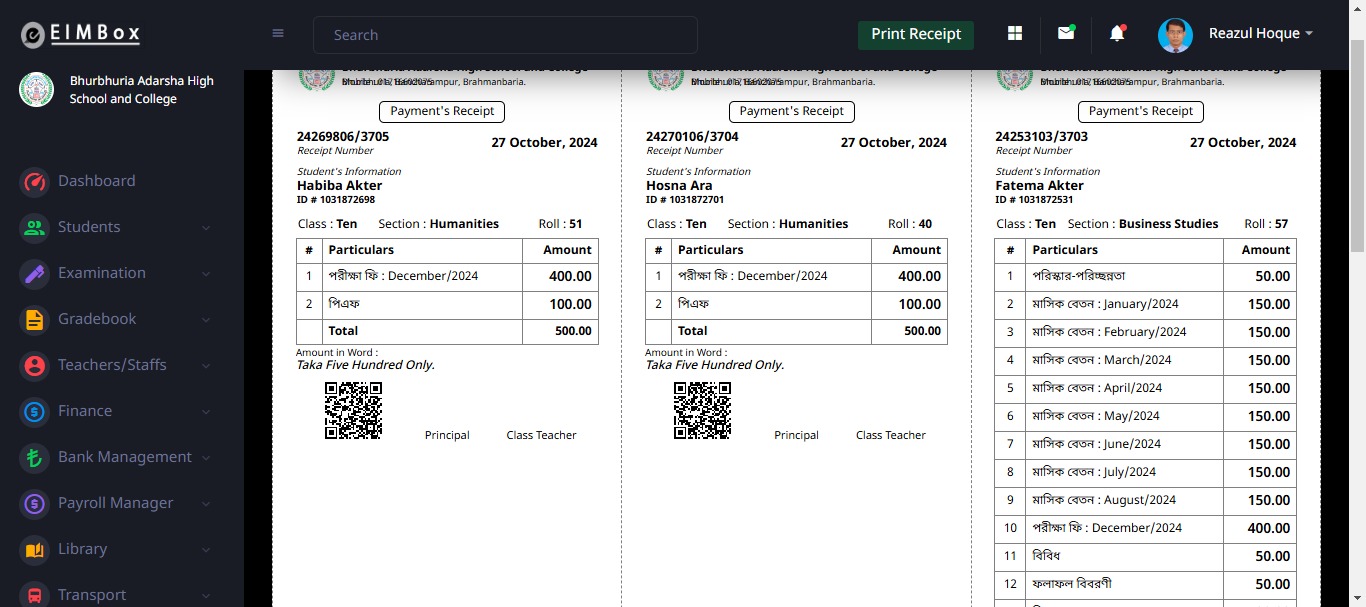 EIMBox
Search
Print Receipt
Reazul Hoque
Bhurbhuria Adarsha High
School and College
Dashboard
Students
Examination
Gradebook
Teachers/Staffs
Finance
Bank Management
Payroll Manager
Library
Transport
Brahmanbaria.
Payment's Receipt
24269806/3705
Receipt Number
27 October, 2024
Student's Information
Habiba Akter
ID # 1031872698
Class : Ten Section : Humanities Roll : 51
# Particulars Amount
1 পরীক্ষা ফি : December/2024 400.00
2 পিএফ 100.00
Total 500.00
Amount in Word :
Taka Five Hundred Only.
Principal Class Teacher
Brahmanbaria.
Payment's Receipt
24270106/3704
Receipt Number
27 October, 2024
Student's Information
Hosna Ara
ID # 1031872701
Class : Ten Section : Humanities Roll : 40
# Particulars Amount
1 পরীক্ষা ফি : December/2024 400.00
2 পিএফ 100.00
Total 500.00
Amount in Word :
Taka Five Hundred Only.
Principal Class Teacher
Brahmanbaria.
Payment's Receipt
24253103/3703
Receipt Number
27 October, 2024
Student's Information
Fatema Akter
ID # 1031872531
Class : Ten Section : Business Studies Roll : 57
# Particulars Amount
1 পরিস্কার-পরিচ্ছন্নতা 50.00
2 মাসিক বেতন : January/2024 150.00
3 মাসিক বেতন : February/2024 150.00
4 মাসিক বেতন : March/2024 150.00
5 মাসিক বেতন : April/2024 150.00
6 মাসিক বেতন : May/2024 150.00
7 মাসিক বেতন : June/2024 150.00
8 মাসিক বেতন : July/2024 150.00
9 মাসিক বেতন : August/2024 150.00
10 পরীক্ষা ফি : December/2024 400.00
11 বিবিধ 50.00
12 ফলাফল বিবরণী 50.00